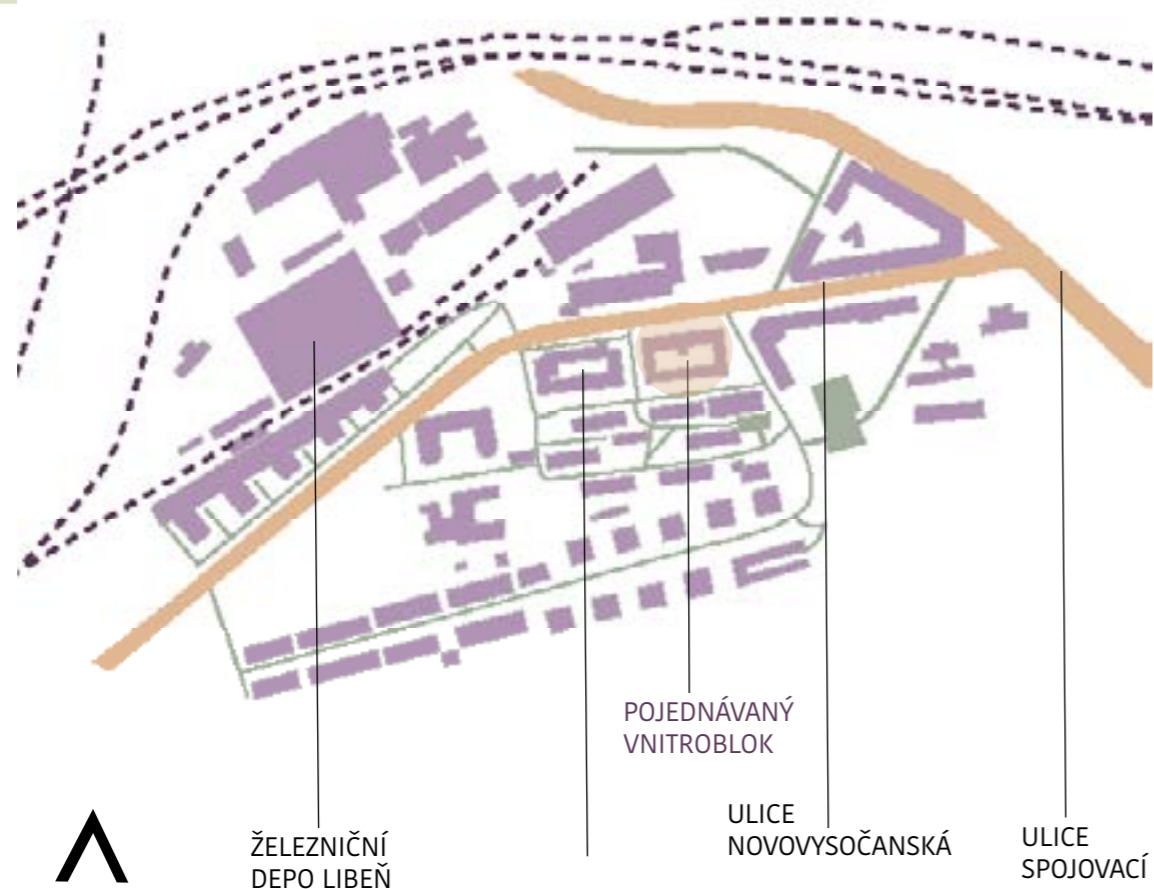 POJEDNÁVANÝ
VNITROBLOK
ŽELEZNIČNÍ
DEPO LIBEŇ
ULICE
NOVOVYSOČANSKÁ
ULICE
SPOJOVACÍ